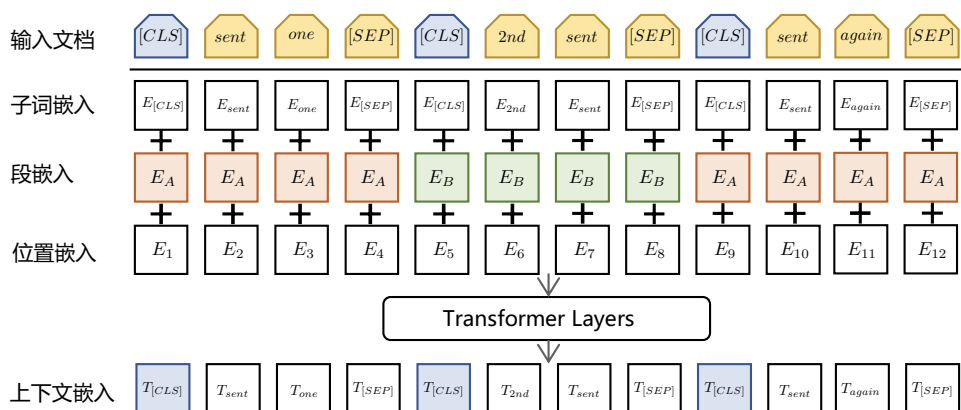 输入文档 [CLS] sent one [SEP] [CLS] 2nd sent [SEP] [CLS] sent again [SEP]
子词嵌入 E[CLS] Esent Eone E[SEP] E[CLS] E2nd Esent E[SEP] E[CLS] Esent Eagain E[SEP]
+ + + + + + + + + + + +
段嵌入 EA EA EA EA EB EB EB EB EA EA EA EA
+ + + + + + + + + + + +
位置嵌入 E1 E2 E3 E4 E5 E6 E7 E8 E9 E10 E11 E12
Transformer Layers
上下文嵌入 T[CLS] Tsent Tone T[SEP] T[CLS] T2nd Tsent T[SEP] T[CLS] Tsent Tagain T[SEP]